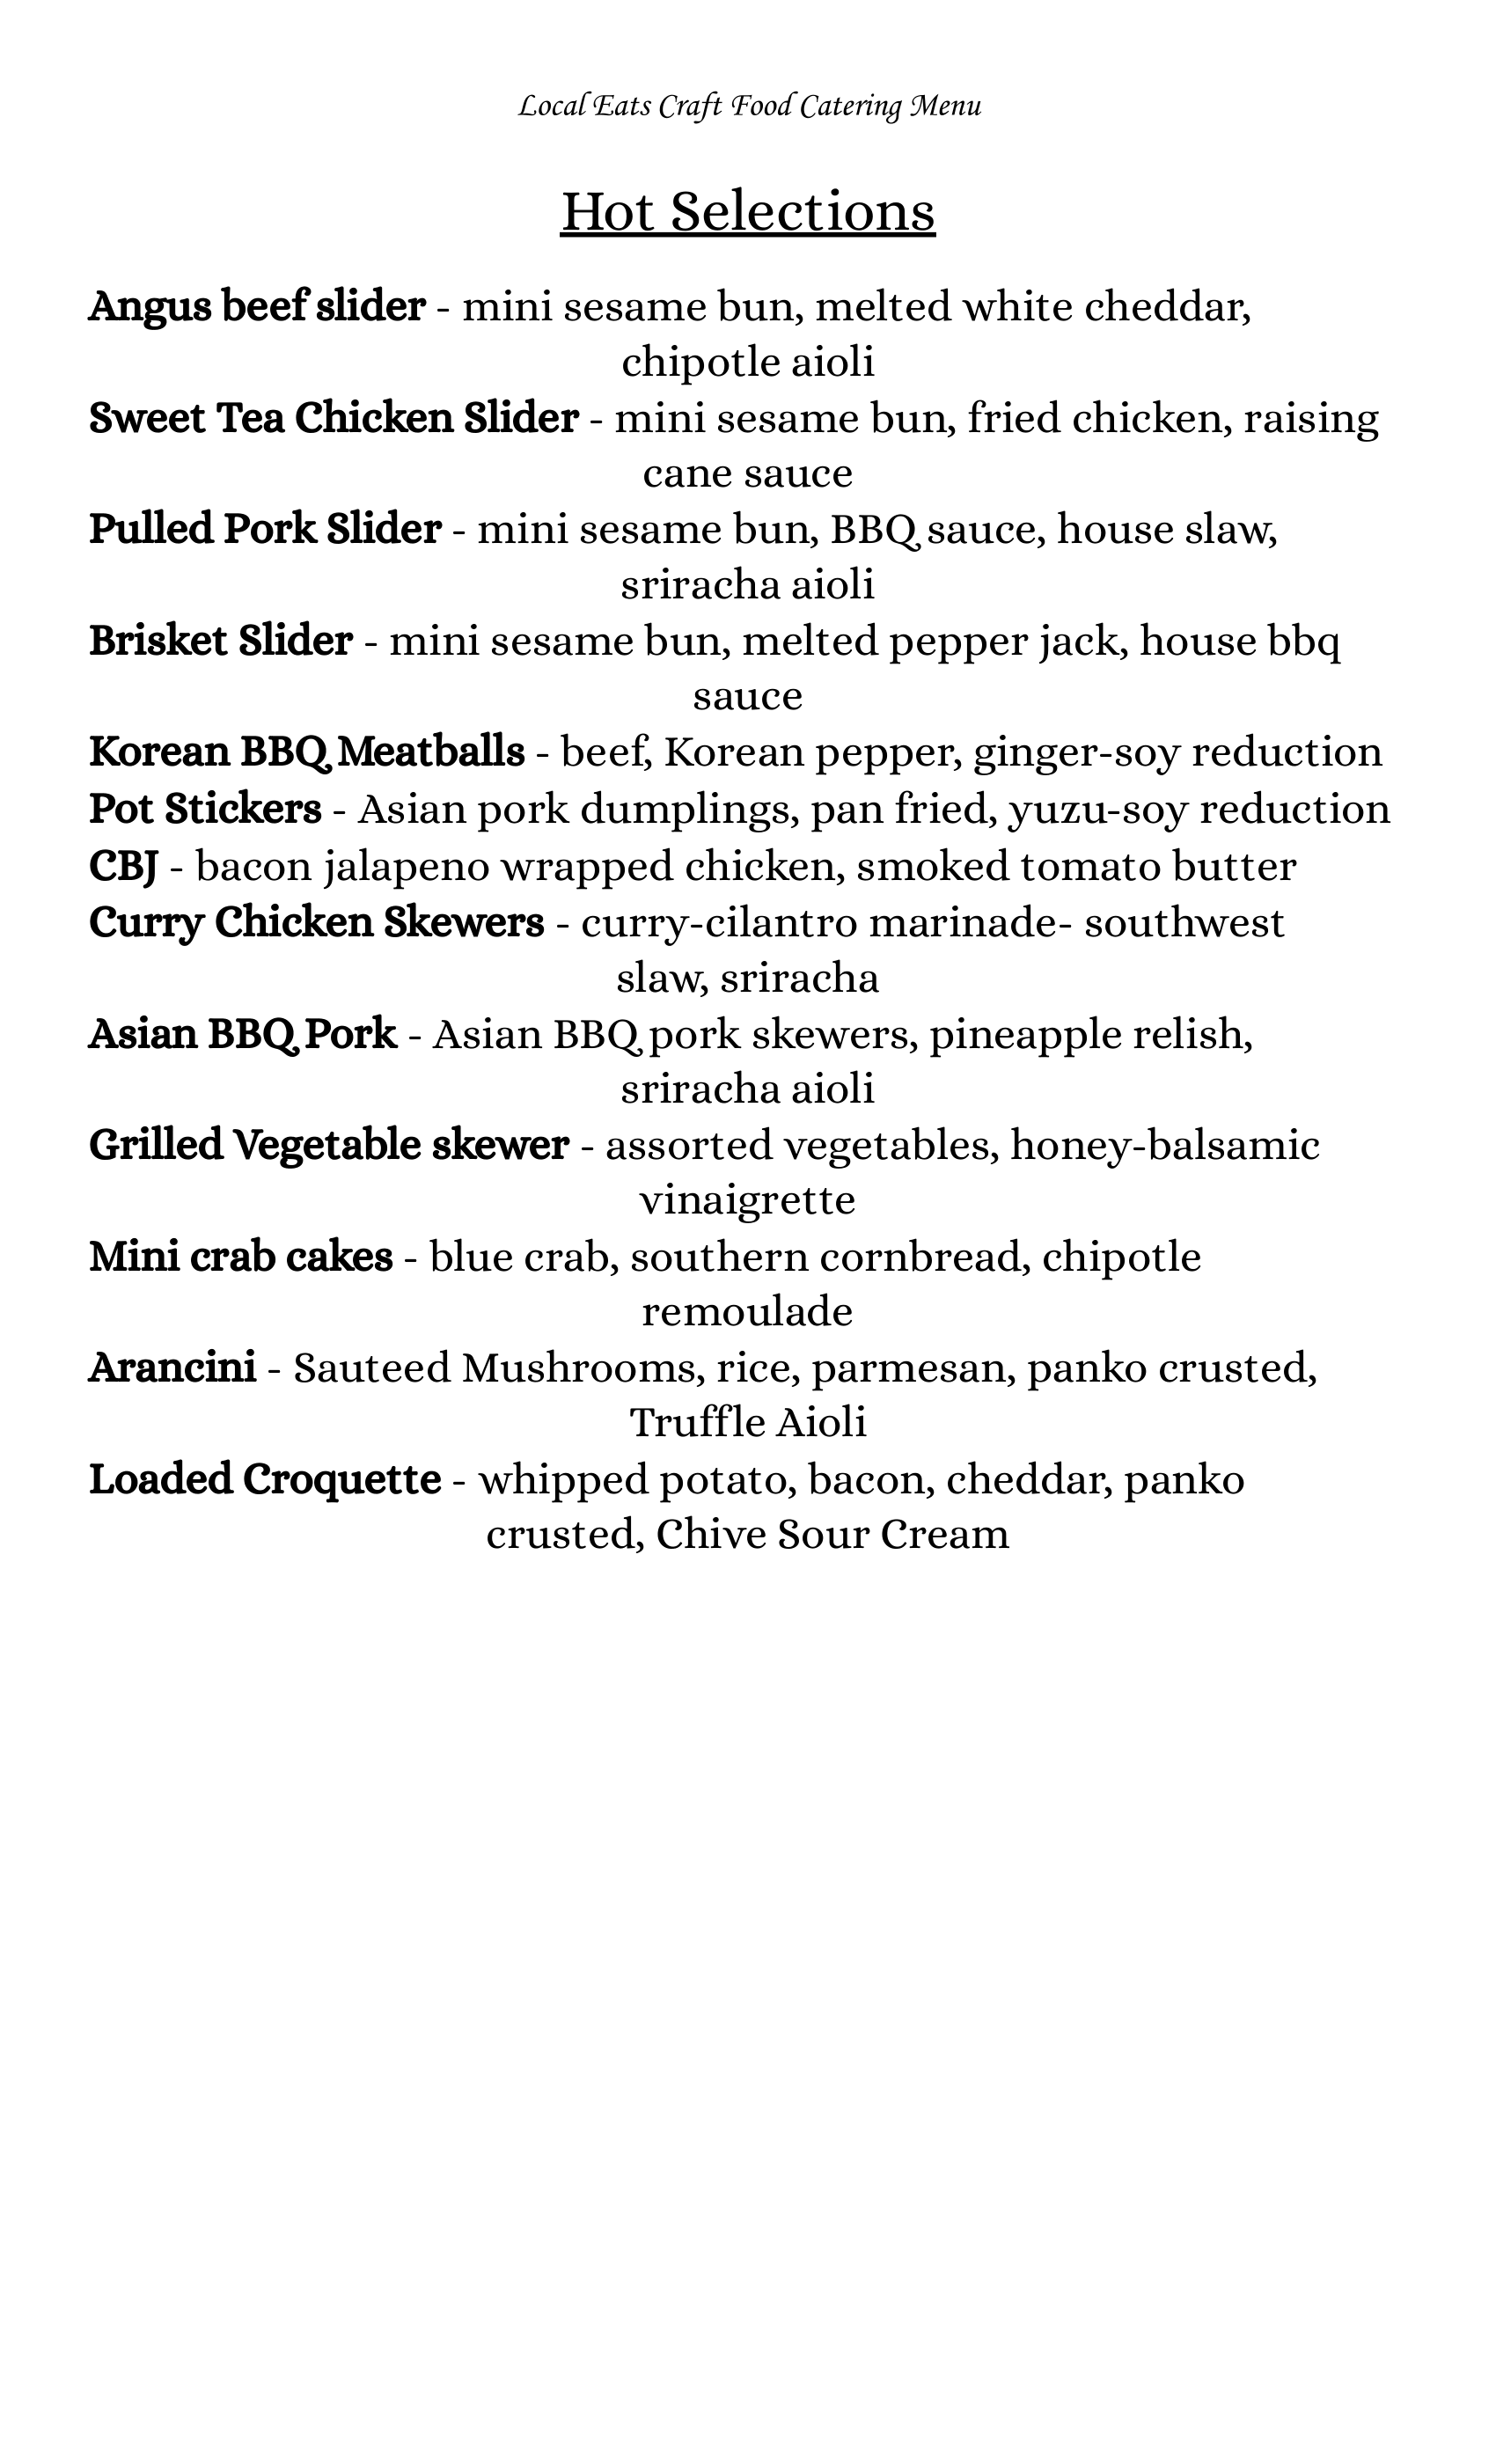 Local Eats Craft Food Catering Menu
Hot Selections
Angus beef slider - mini sesame bun, melted white cheddar,
chipotle aioli
Sweet Tea Chicken Slider - mini sesame bun, fried chicken, raising
cane sauce
Pulled Pork Slider - mini sesame bun, BBQ sauce, house slaw,
sriracha aioli
Brisket Slider - mini sesame bun, melted pepper jack, house bbq
sauce
Korean BBQ Meatballs - beef, Korean pepper, ginger-soy reduction
Pot Stickers - Asian pork dumplings, pan fried, yuzu-soy reduction
CBJ - bacon jalapeno wrapped chicken, smoked tomato butter
Curry Chicken Skewers - curry-cilantro marinade- southwest
slaw, sriracha
Asian BBQ Pork - Asian BBQ pork skewers, pineapple relish,
sriracha aioli
Grilled Vegetable skewer - assorted vegetables, honey-balsamic
vinaigrette
Mini crab cakes - blue crab, southern cornbread, chipotle
remoulade
Arancini - Sauteed Mushrooms, rice, parmesan, panko crusted,
Truffle Aioli
Loaded Croquette - whipped potato, bacon, cheddar, panko
crusted, Chive Sour Cream